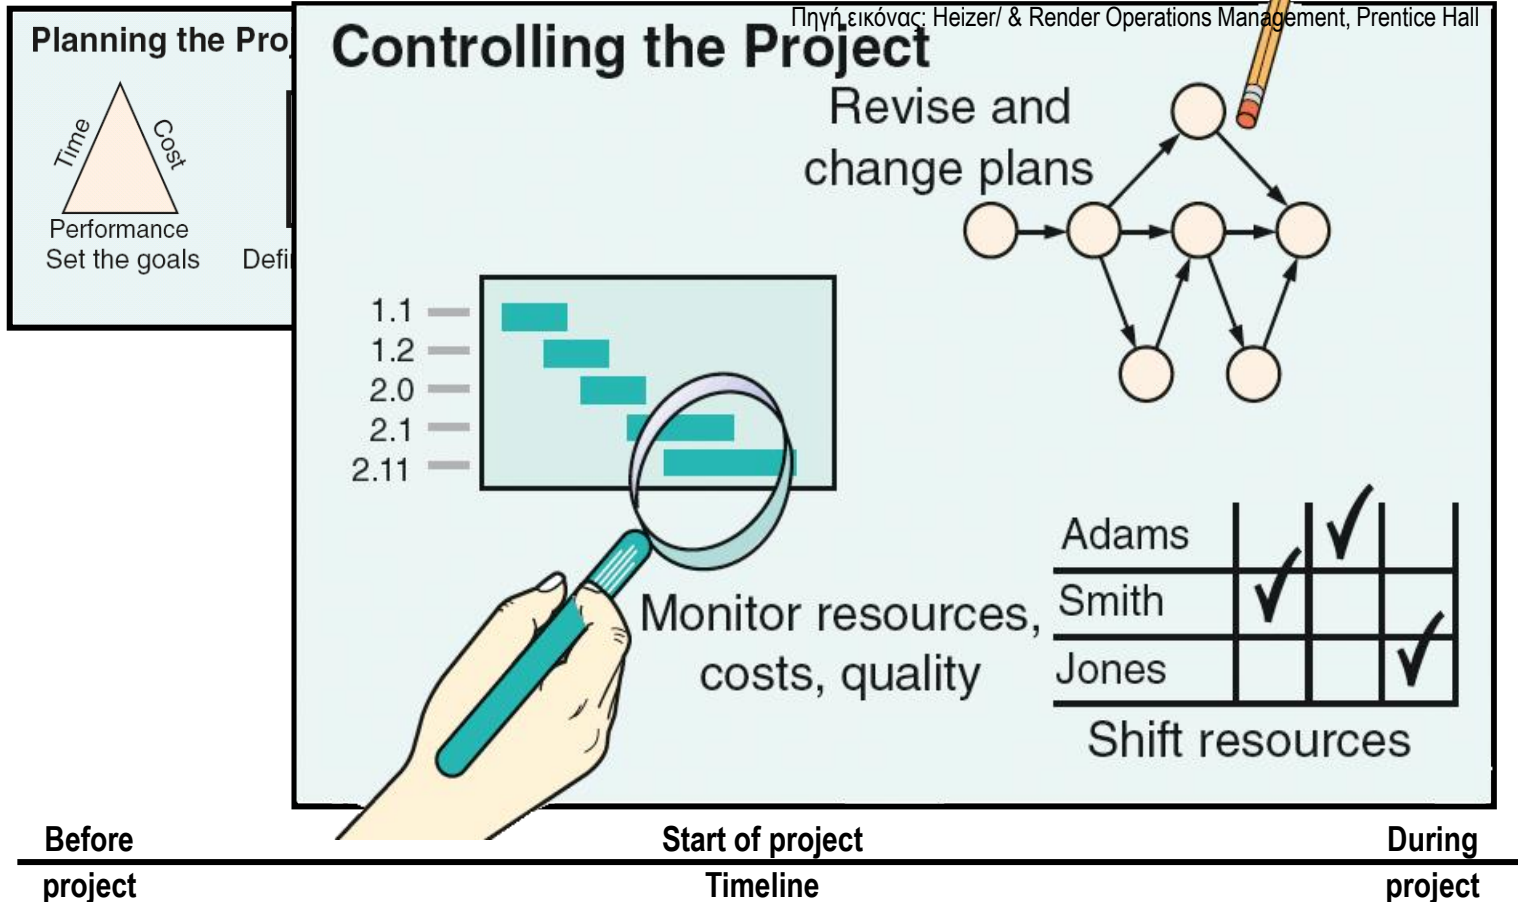 Πηγή εικόνας: Heizer/ & Render Operations Management, Prentice Hall
Planning the Pro
Time
Cost
Performance
Set the goals
Defi
Controlling the Project
Revise and
change plans
1.1
1.2
2.0
2.1
2.11
Monitor resources,
costs, quality
Adams
Smith
Jones
Shift resources
Before
project
Start of project
Timeline
During
project